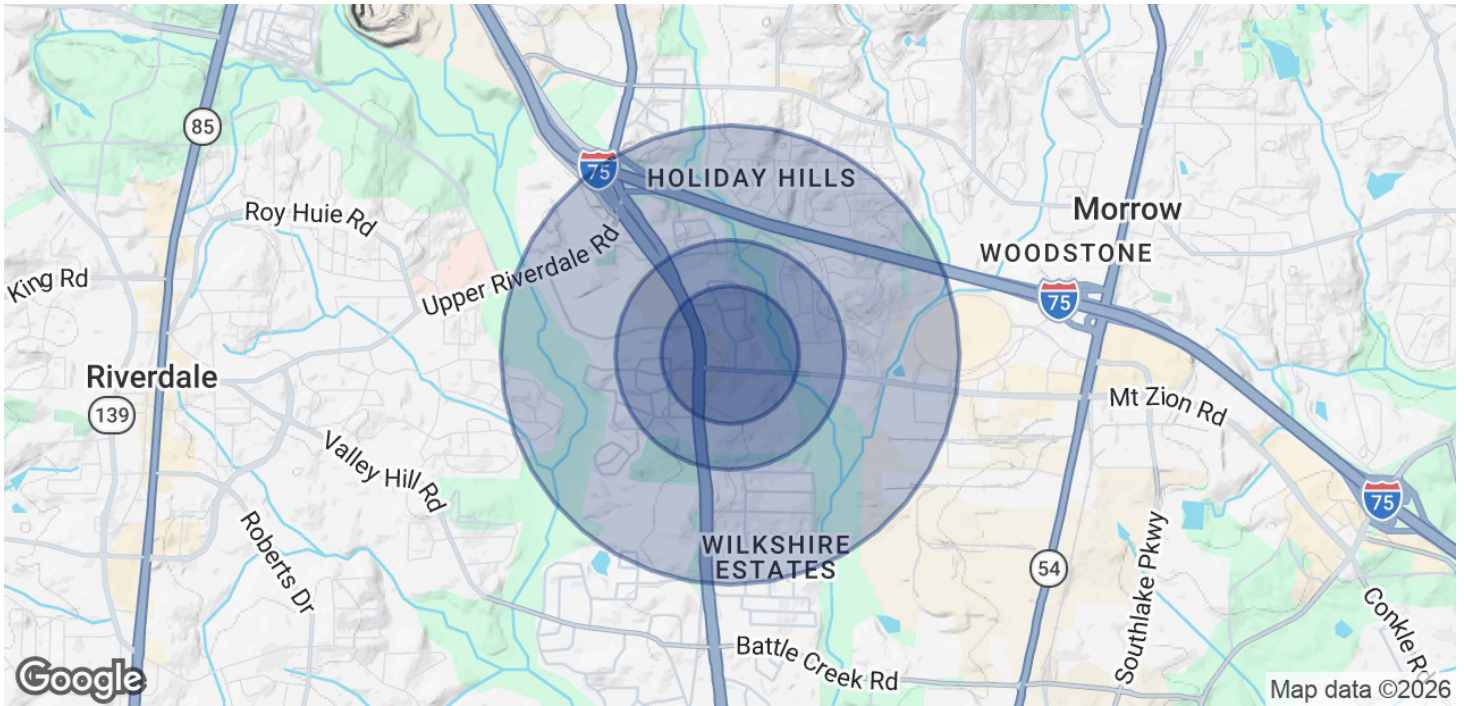 85
75
HOLIDAY HILLS
Roy Huie Rd
Morrow
Upper Riverdale Rd
WOODSTONE
King Rd
75
Riverdale
139
Mt Zion Rd
Valley Hill Rd
75
Roberts Dr
WILKSHIRE
ESTATES
54
Southlake Pkwy
Conkle Rd
Battle Creek Rd
Google
Map data ©2026